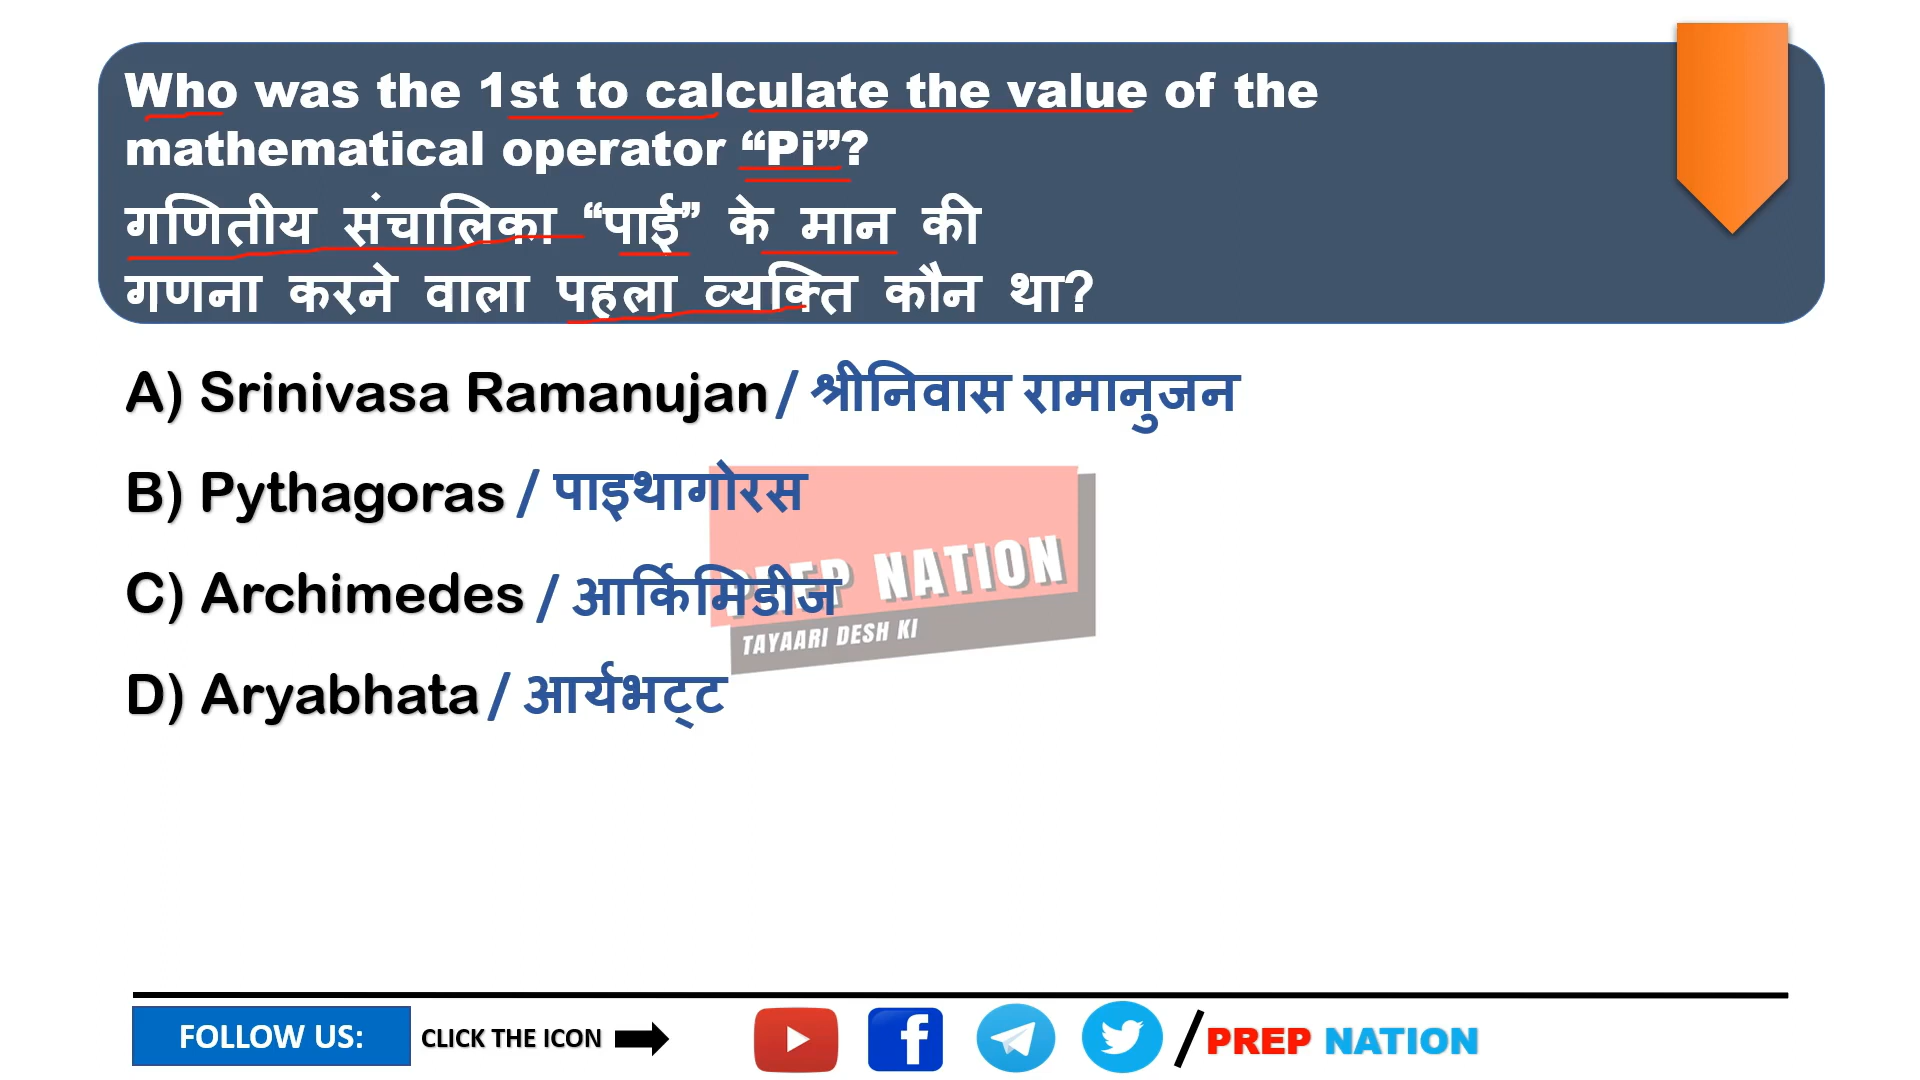 Who was the 1st to calculate the value of the
mathematical operator “Pi”?
गणितीय संचालिका “पाई” के मान की
गणना करने वाला पहला व्यक्ति कौन था?
A) Srinivasa Ramanujan / श्रीनिवास रामानुजन
B) Pythagoras / पाइथागोरस
C) Archimedes / आर्किमिडीज
D) Aryabhata / आर्यभट्ट
PREP NATION
TAYAARI DESH KI
FOLLOW US: CLICK THE ICON /PREP NATION